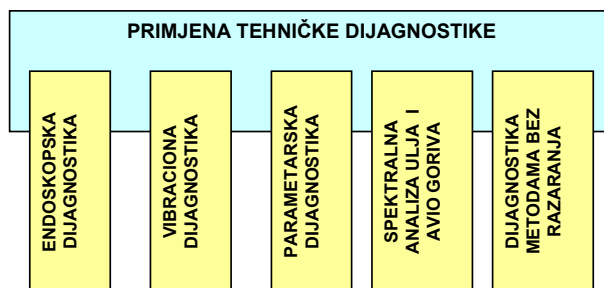 PRIMJENA TEHNIČKE DIJAGNOSTIKE
ENDOSKOPSKA
DIJAGNOSTIKA
VIBRACIONA
DIJAGNOSTIKA
PARAMETARSKA
DIJAGNOSTIKA
SPEKTRALNA
ANALIZA ULJA I
AVIO GORIVA
DIJAGNOSTIKA
METODAMA BEZ
RAZARANJA